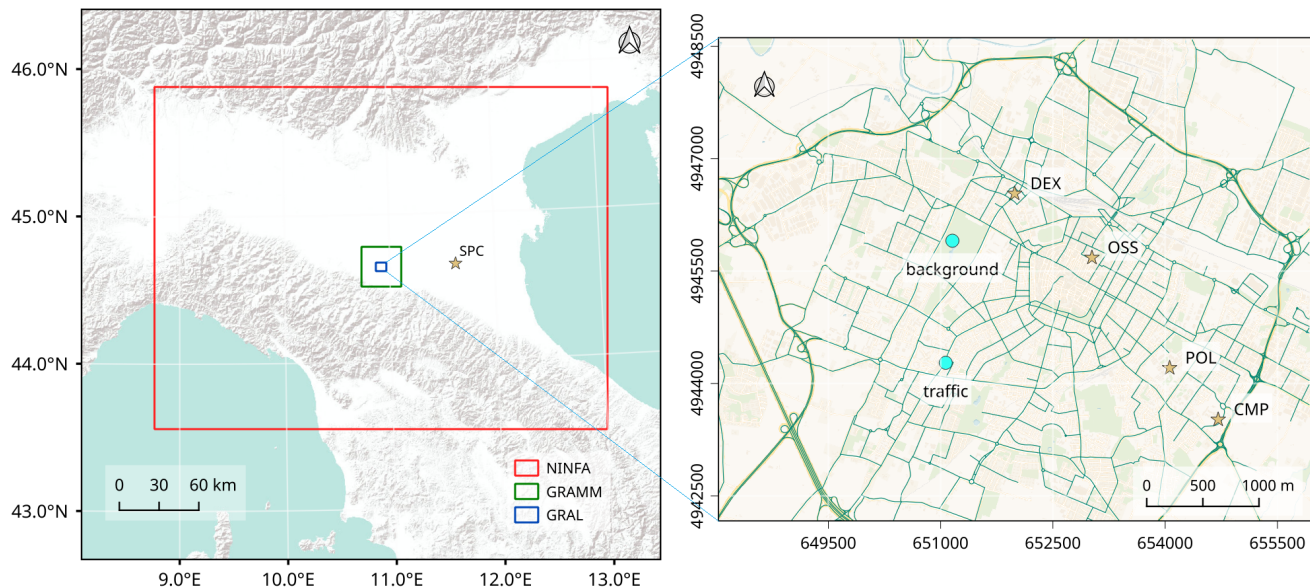 46.0°N
45.0°N
44.0°N
43.0°N
9.0°E 10.0°E 11.0°E 12.0°E 13.0°E
SPC
0 30 60 km
NINFA
GRAMM
GRAL
4948500
4947000
4945500
4944000
4942500
DEX
OSS
background
POL
traffic
CMP
0 500 1000 m
649500 651000 652500 654000 655500